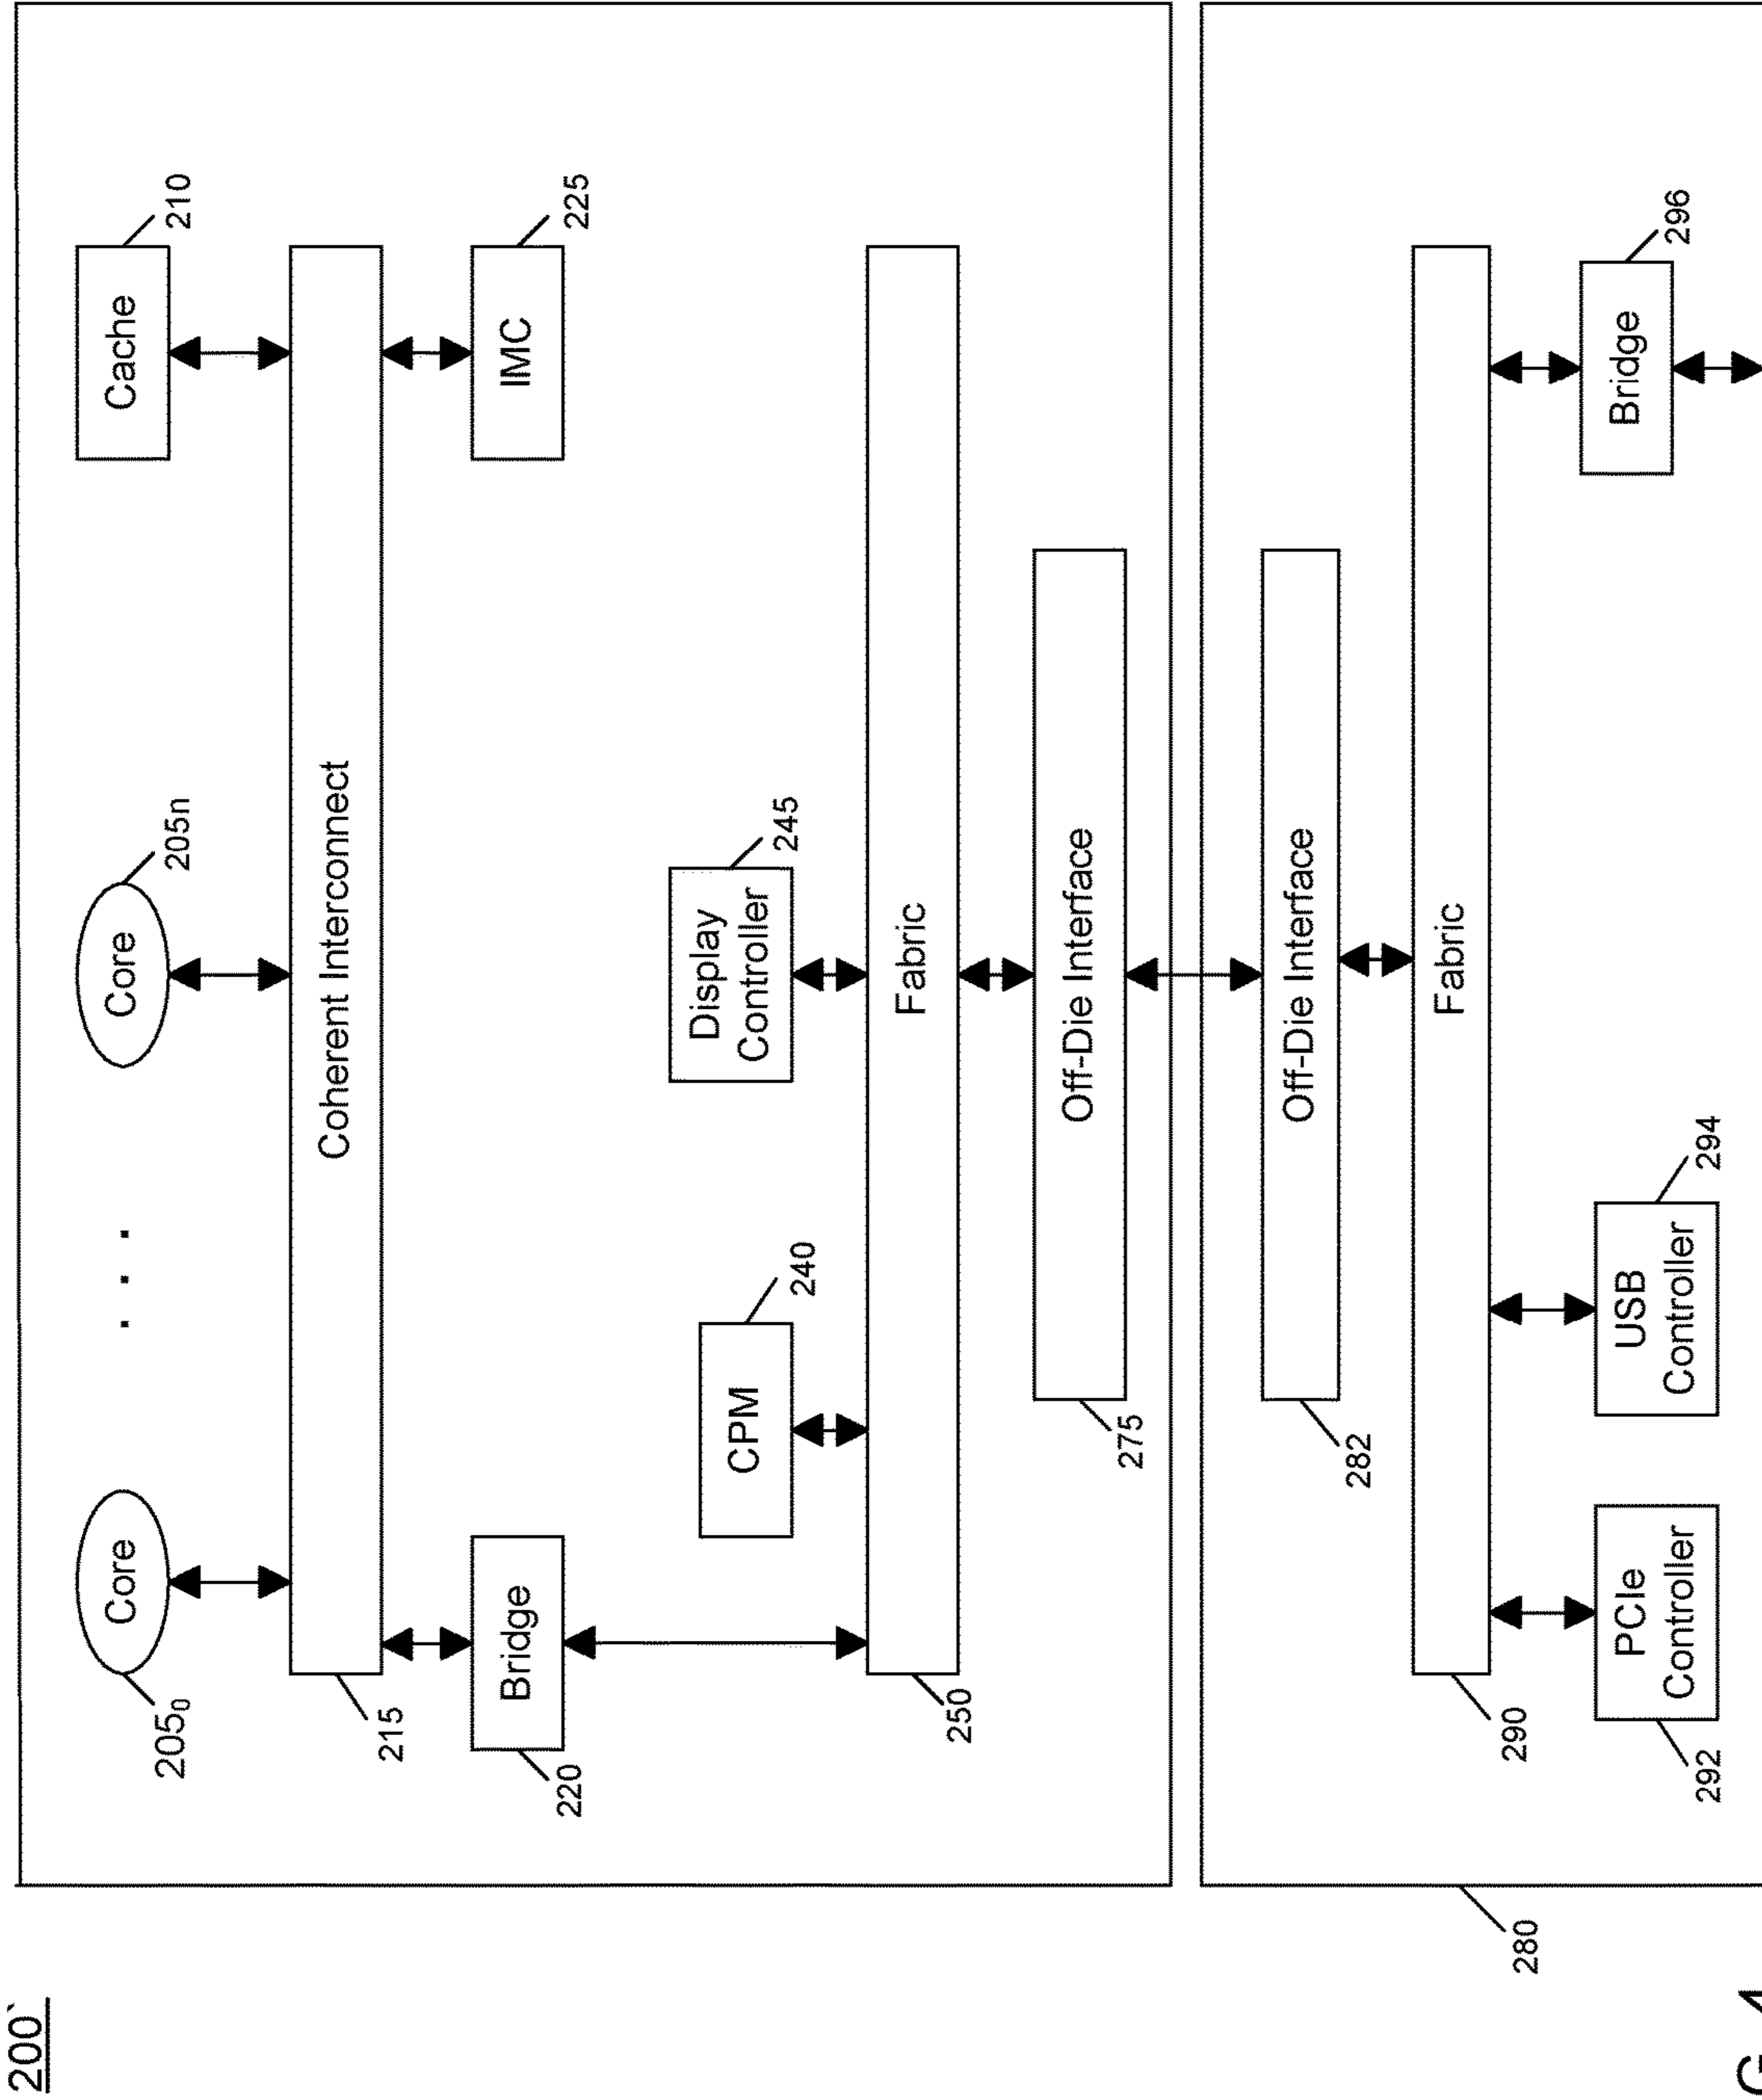 200`
Core
. . .
Core
Cache
205₀
205n
210
Coherent Interconnect
215
Bridge
IMC
220
225
CPM
240
Display
Controller
245
Fabric
250
Off-Die Interface
275
Off-Die Interface
282
Fabric
290
280
PCIe
Controller
292
USB
Controller
294
Bridge
296